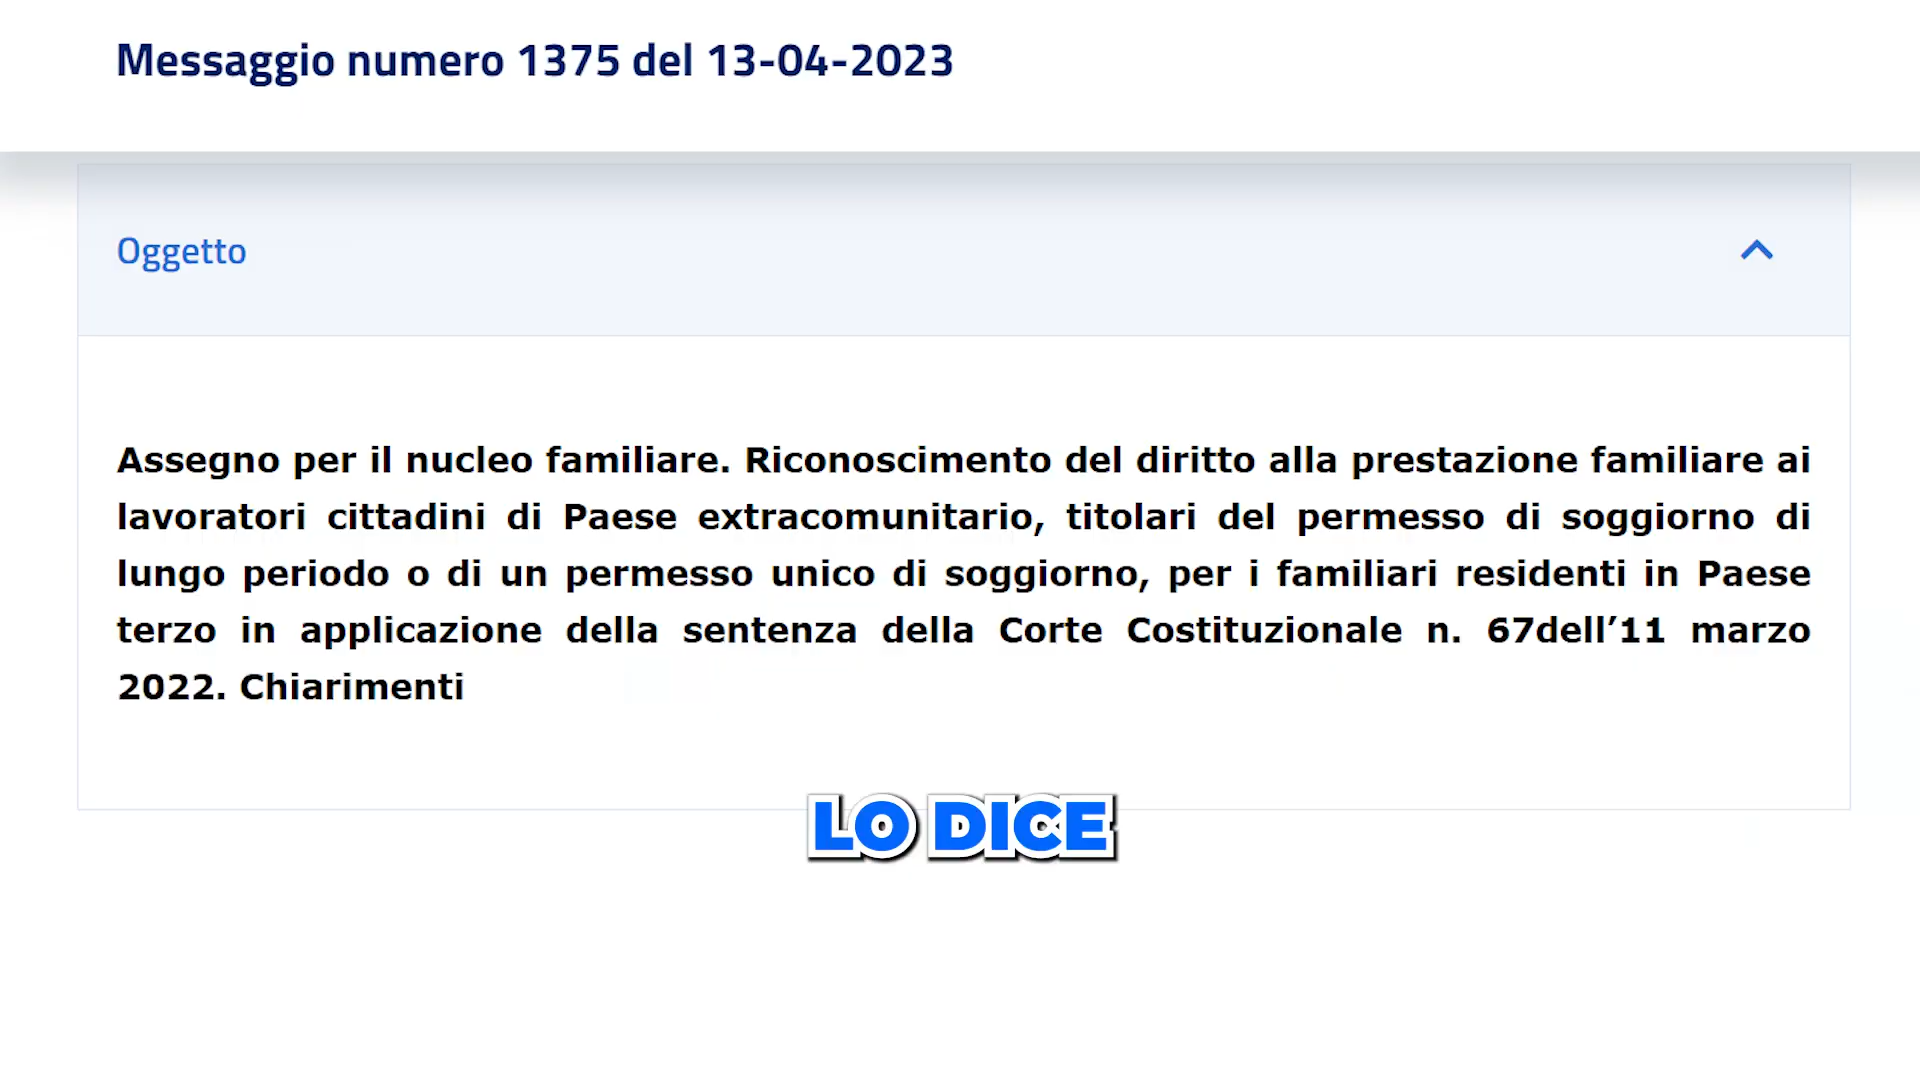 Messaggio numero 1375 del 13-04-2023
Oggetto
Assegno per il nucleo familiare. Riconoscimento del diritto alla prestazione familiare ai
lavoratori cittadini di Paese extracomunitario, titolari del permesso di soggiorno di
lungo periodo o di un permesso unico di soggiorno, per i familiari residenti in Paese
terzo in applicazione della sentenza della Corte Costituzionale n. 67dell’11 marzo
2022. Chiarimenti
LO DICE